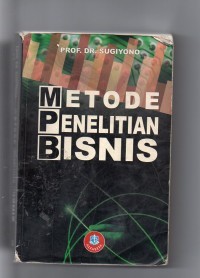 PROF. DR. SUGIYONO
METODE
PENELITIAN
BISNIS
M
P
B